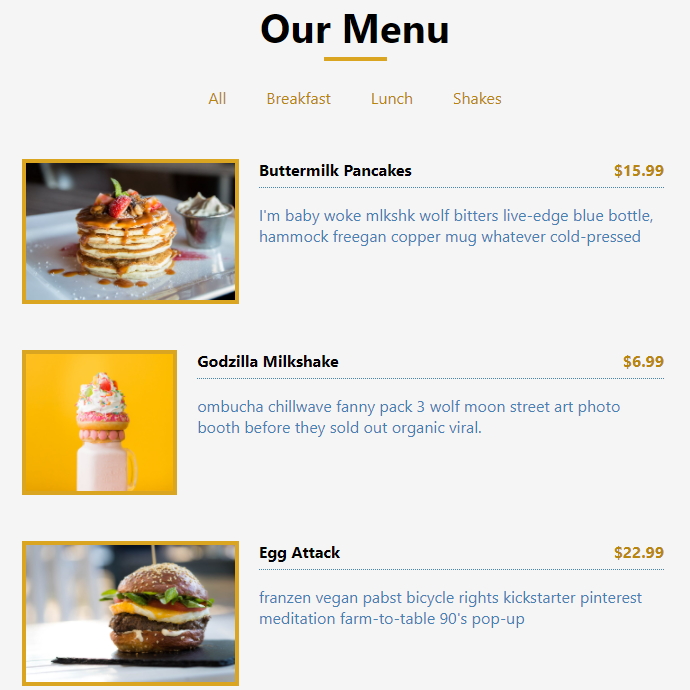 Our Menu
All Breakfast Lunch Shakes
Buttermilk Pancakes $15.99
I'm baby woke mlkshk wolf bitters live-edge blue bottle,
hammock freegan copper mug whatever cold-pressed
Godzilla Milkshake $6.99
ombucha chillwave fanny pack 3 wolf moon street art photo
booth before they sold out organic viral.
Egg Attack $22.99
franzen vegan pabst bicycle rights kickstarter pinterest
meditation farm-to-table 90's pop-up